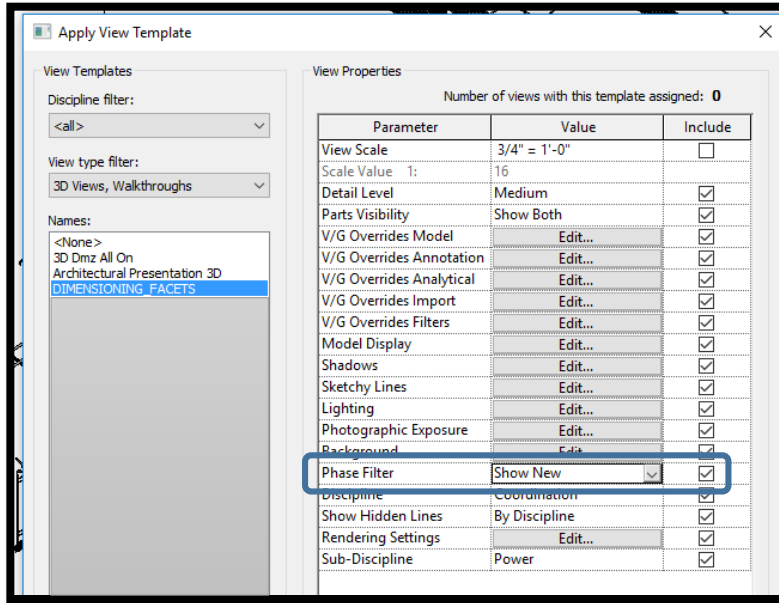 Apply View Template
View Templates
Discipline filter:
<all>
View type filter:
3D Views, Walkthroughs
Names:
<None>
3D Dmz All On
Architectural Presentation 3D
DIMENSIONING_FACETS
View Properties
Number of views with this template assigned: 0
Parameter Value Include
View Scale 3/4" = 1'-0"
Scale Value 1: 16
Detail Level Medium
Parts Visibility Show Both
V/G Overrides Model Edit...
V/G Overrides Annotation Edit...
V/G Overrides Analytical Edit...
V/G Overrides Import Edit...
V/G Overrides Filters Edit...
Model Display Edit...
Shadows Edit...
Sketchy Lines Edit...
Lighting Edit...
Photographic Exposure Edit...
Background Edit...
Phase Filter Show New
Discipline Coordination
Show Hidden Lines By Discipline
Rendering Settings Edit...
Sub-Discipline Power